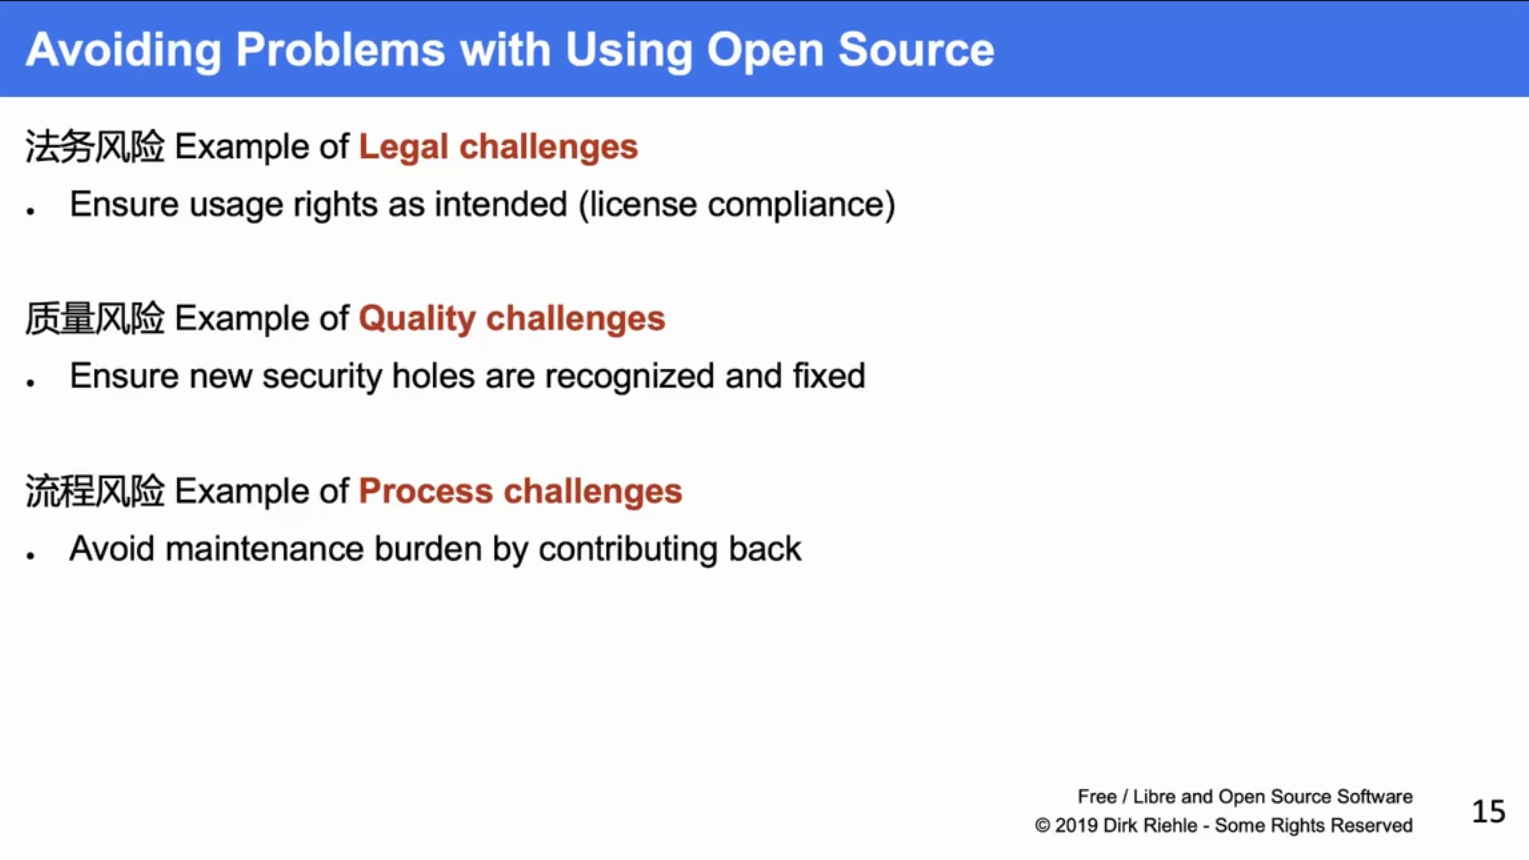 Avoiding Problems with Using Open Source
法务风险 Example of Legal challenges
• Ensure usage rights as intended (license compliance)
质量风险 Example of Quality challenges
• Ensure new security holes are recognized and fixed
流程风险 Example of Process challenges
• Avoid maintenance burden by contributing back
Free / Libre and Open Source Software
© 2019 Dirk Riehle - Some Rights Reserved
15